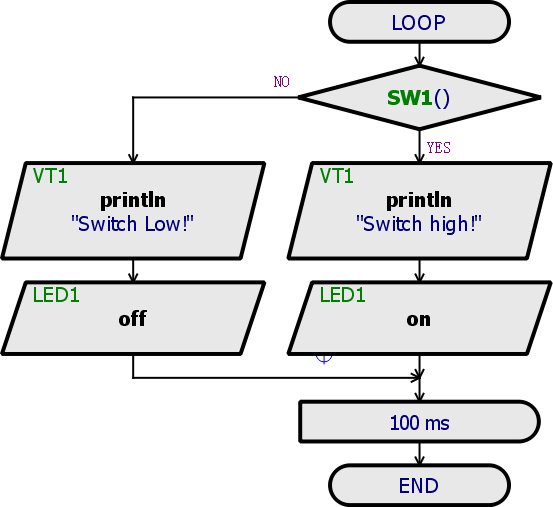 LOOP
NO
SW1()
YES
VT1
println
"Switch Low!"
VT1
println
"Switch high!"
LED1
off
LED1
on
100 ms
END